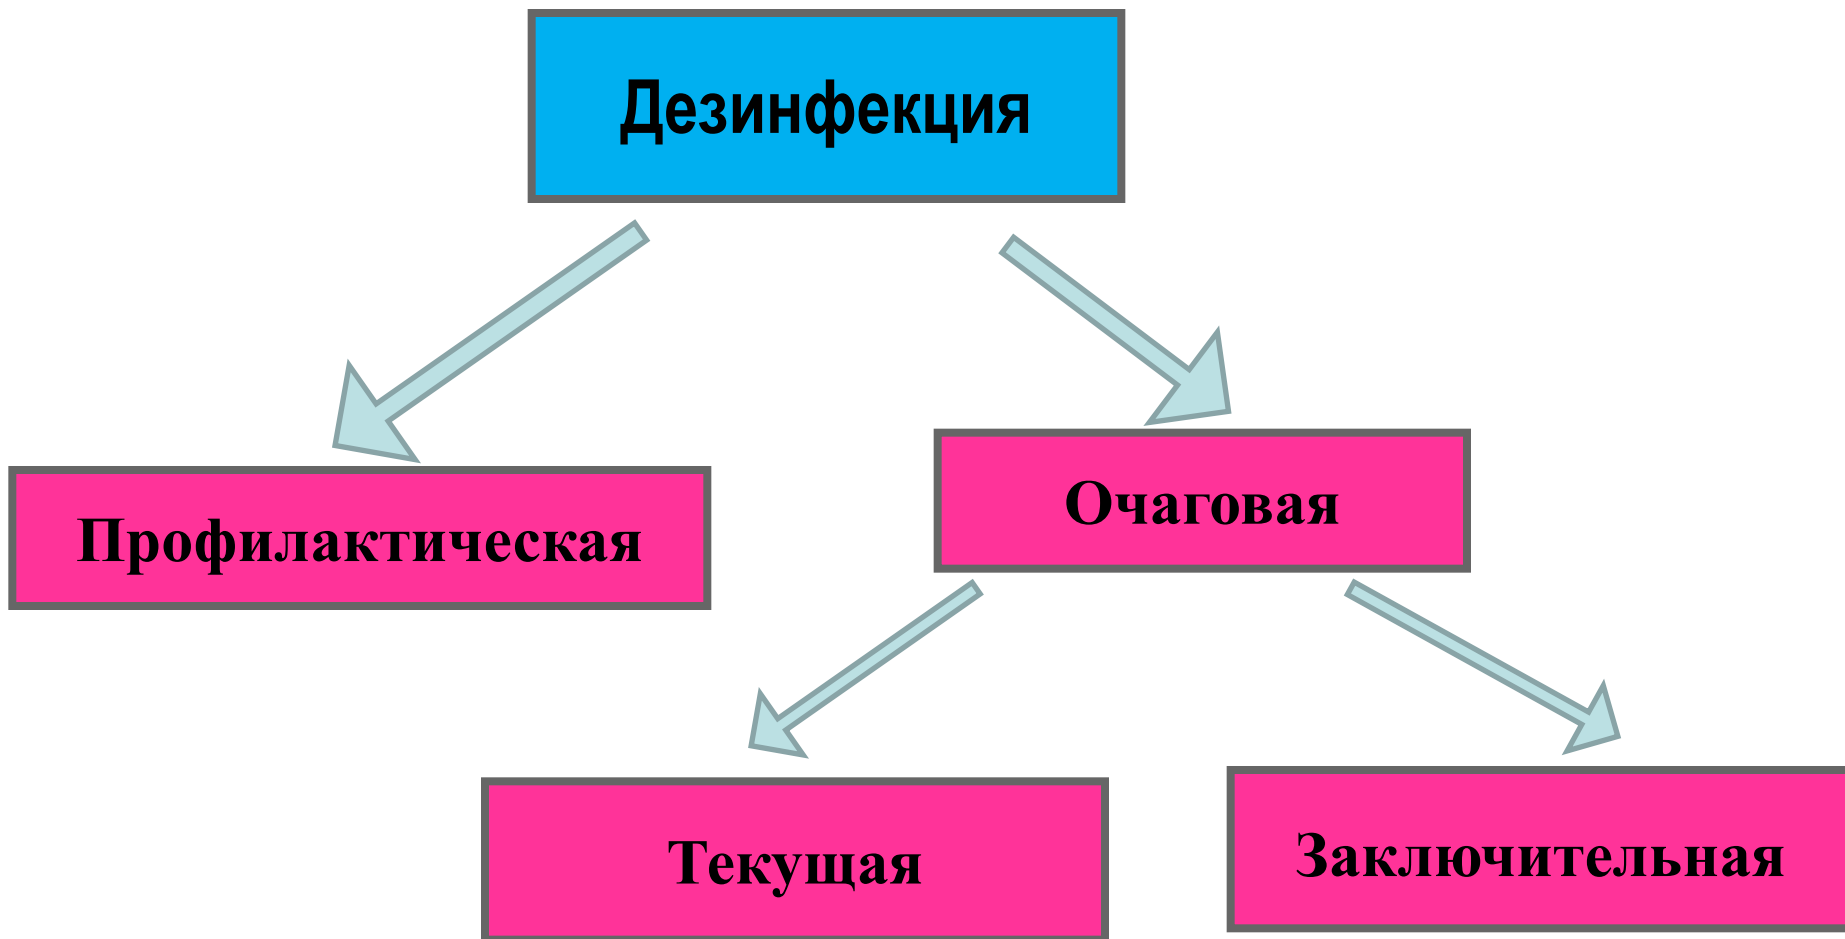 Дезинфекция
Профилактическая
Очаговая
Текущая
Заключительная